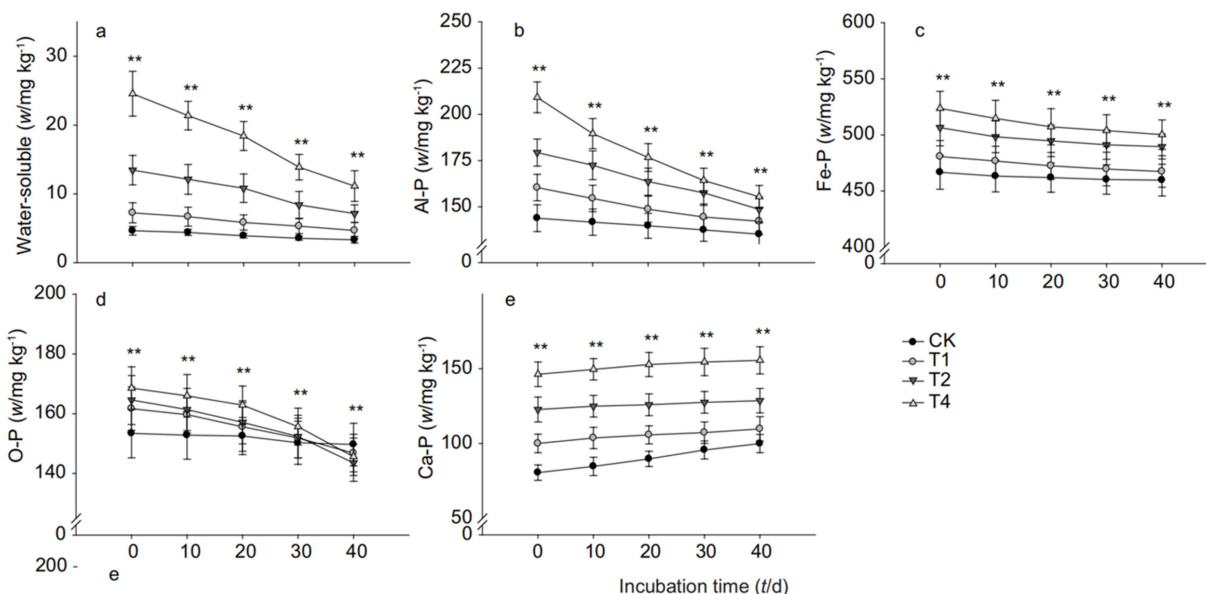 a
Water-soluble (w/mg kg-1)
30
20
10
0
** ** ** ** **
b
Al-P (w/mg kg-1)
250
225
200
175
150
0
** ** ** ** **
c
Fe-P (w/mg kg-1)
600
550
500
450
400
0
** ** ** ** **
0 10 20 30 40
d
O-P (w/mg kg-1)
200
180
160
140
0
** ** ** ** **
0 10 20 30 40
e
Ca-P (w/mg kg-1)
150
100
50
0
** ** ** ** **
0 10 20 30 40
CK
T1
T2
T4
200
e
Incubation time (t/d)